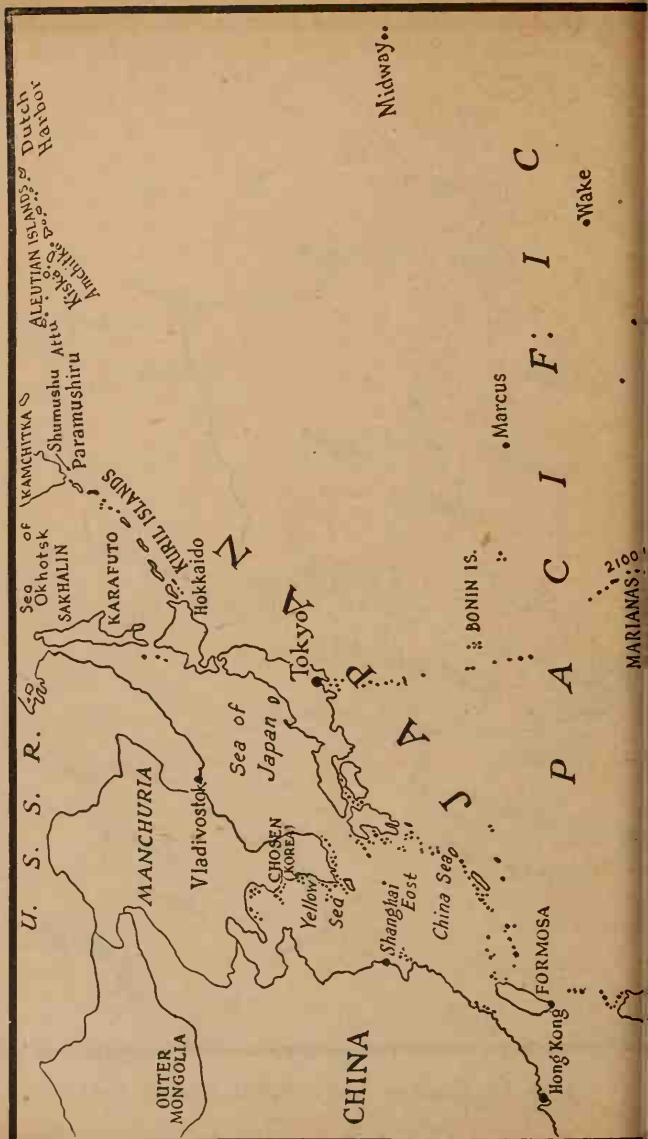 U. S. S. R.
Sea of
Okhotsk
SAKHALIN
KAMCHITKA
Shumushu
Paramushiru
ALEUTIAN ISLANDS
Attu
Kiska
Amchitka
Dutch
Harbor
KARAFUTO
KURIL ISLANDS
Hokkaido
OUTER
MONGOLIA
MANCHURIA
Vladivostok
Sea of
Japan
CHOSEN
(KOREA)
Yellow
Sea
Tokyo
JAPAN
CHINA
Shanghai
East
China Sea
Midway
Marcus
BONIN IS.
Wake
PACIFIC
Hong Kong
FORMOSA
MARIANAS
2100